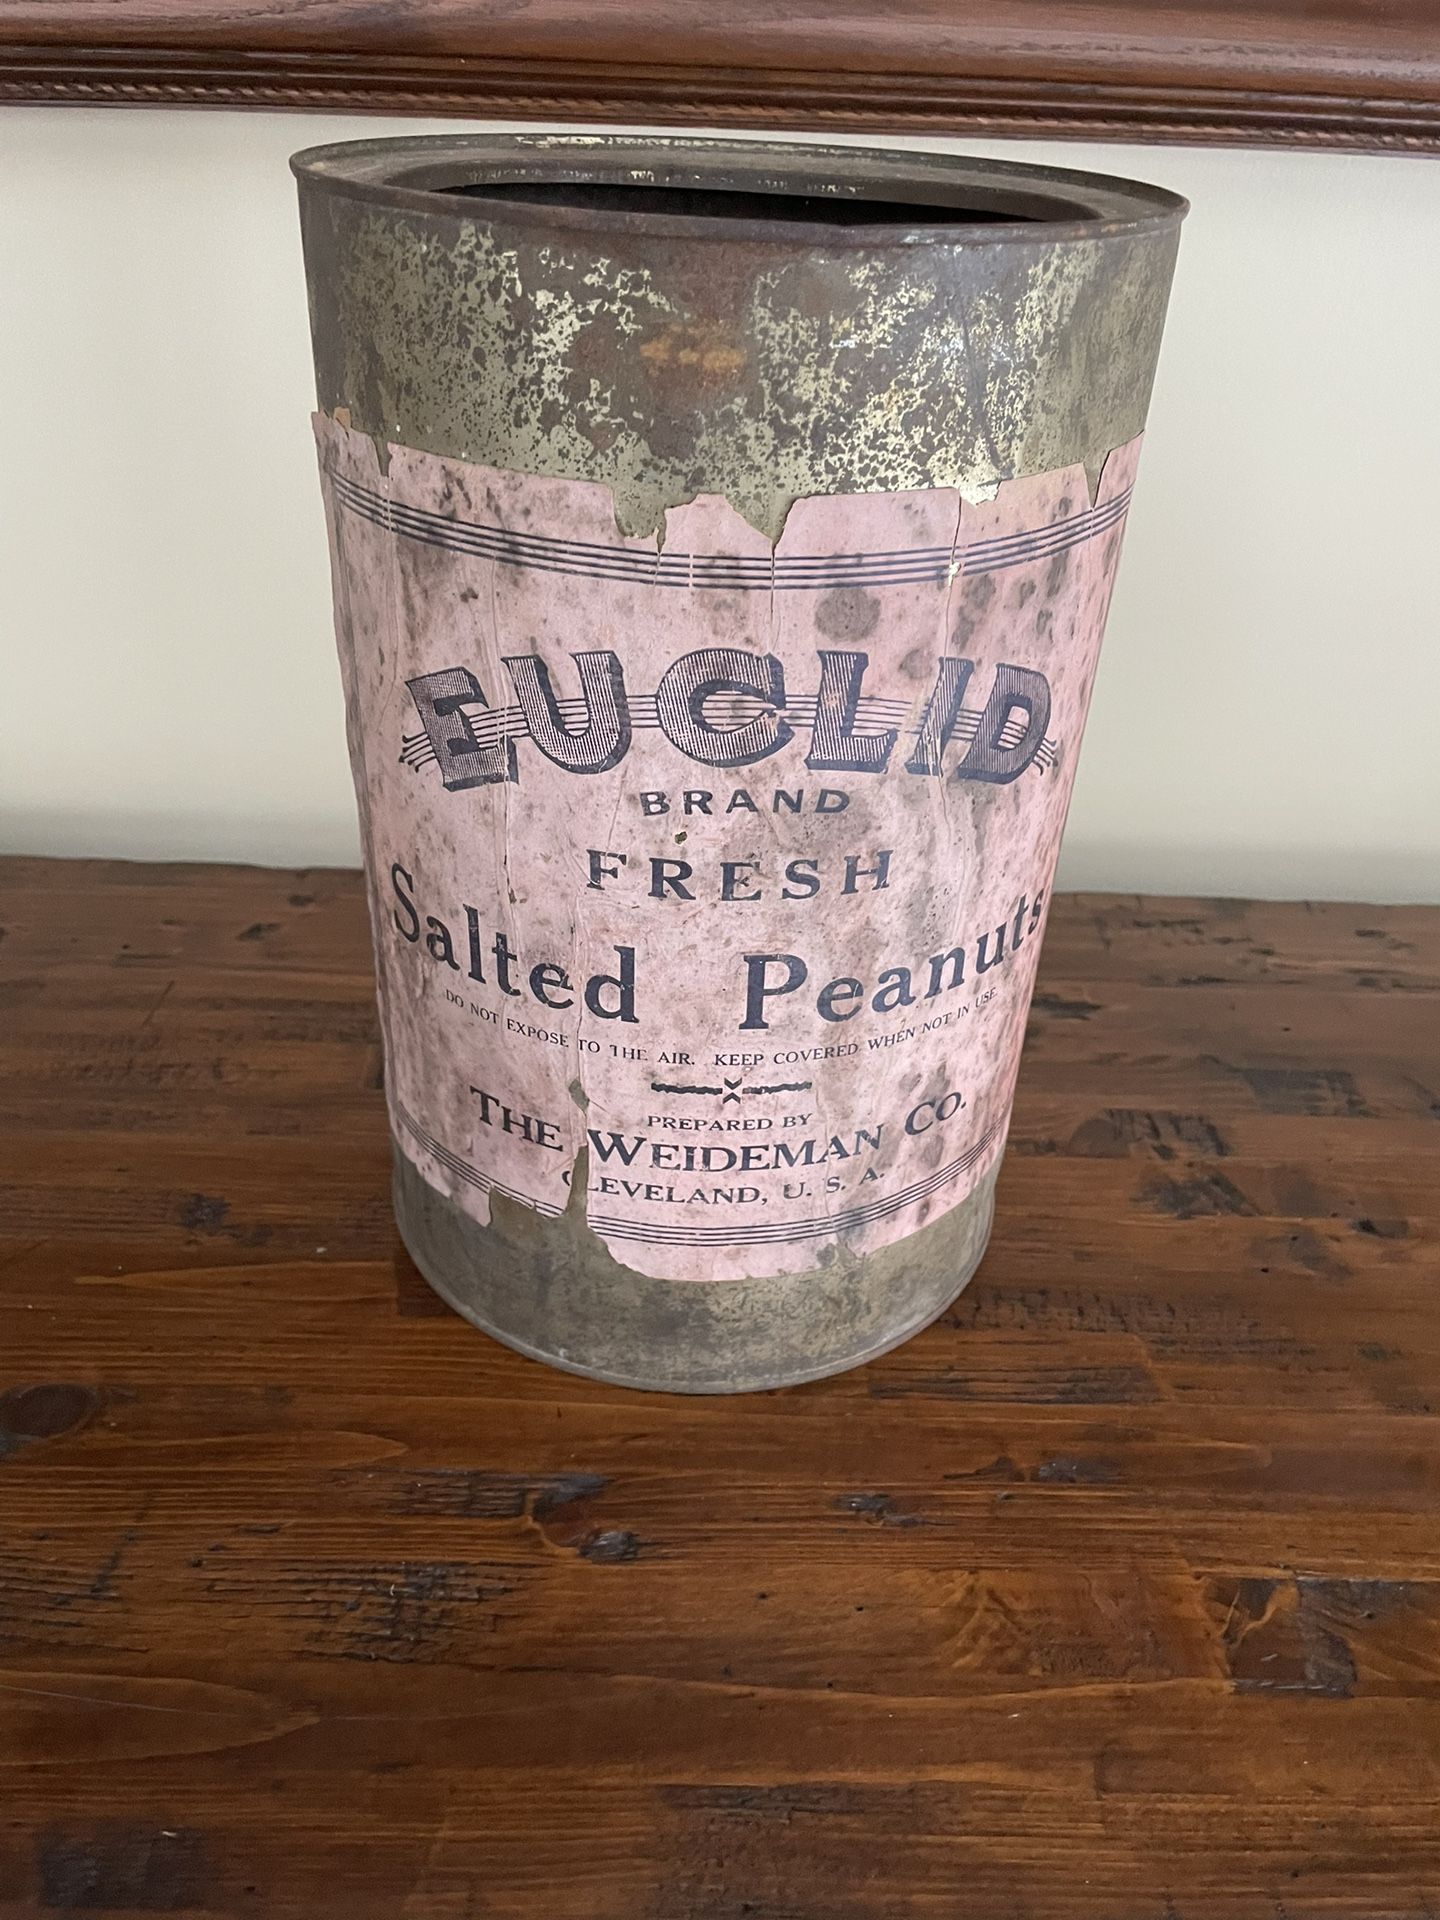 EUCLID
BRAND
FRESH
Salted Peanuts
DO NOT EXPOSE TO THE AIR. KEEP COVERED WHEN NOT IN USE.
PREPARED BY
THE WEIDEMAN CO.
CLEVELAND, U. S. A.